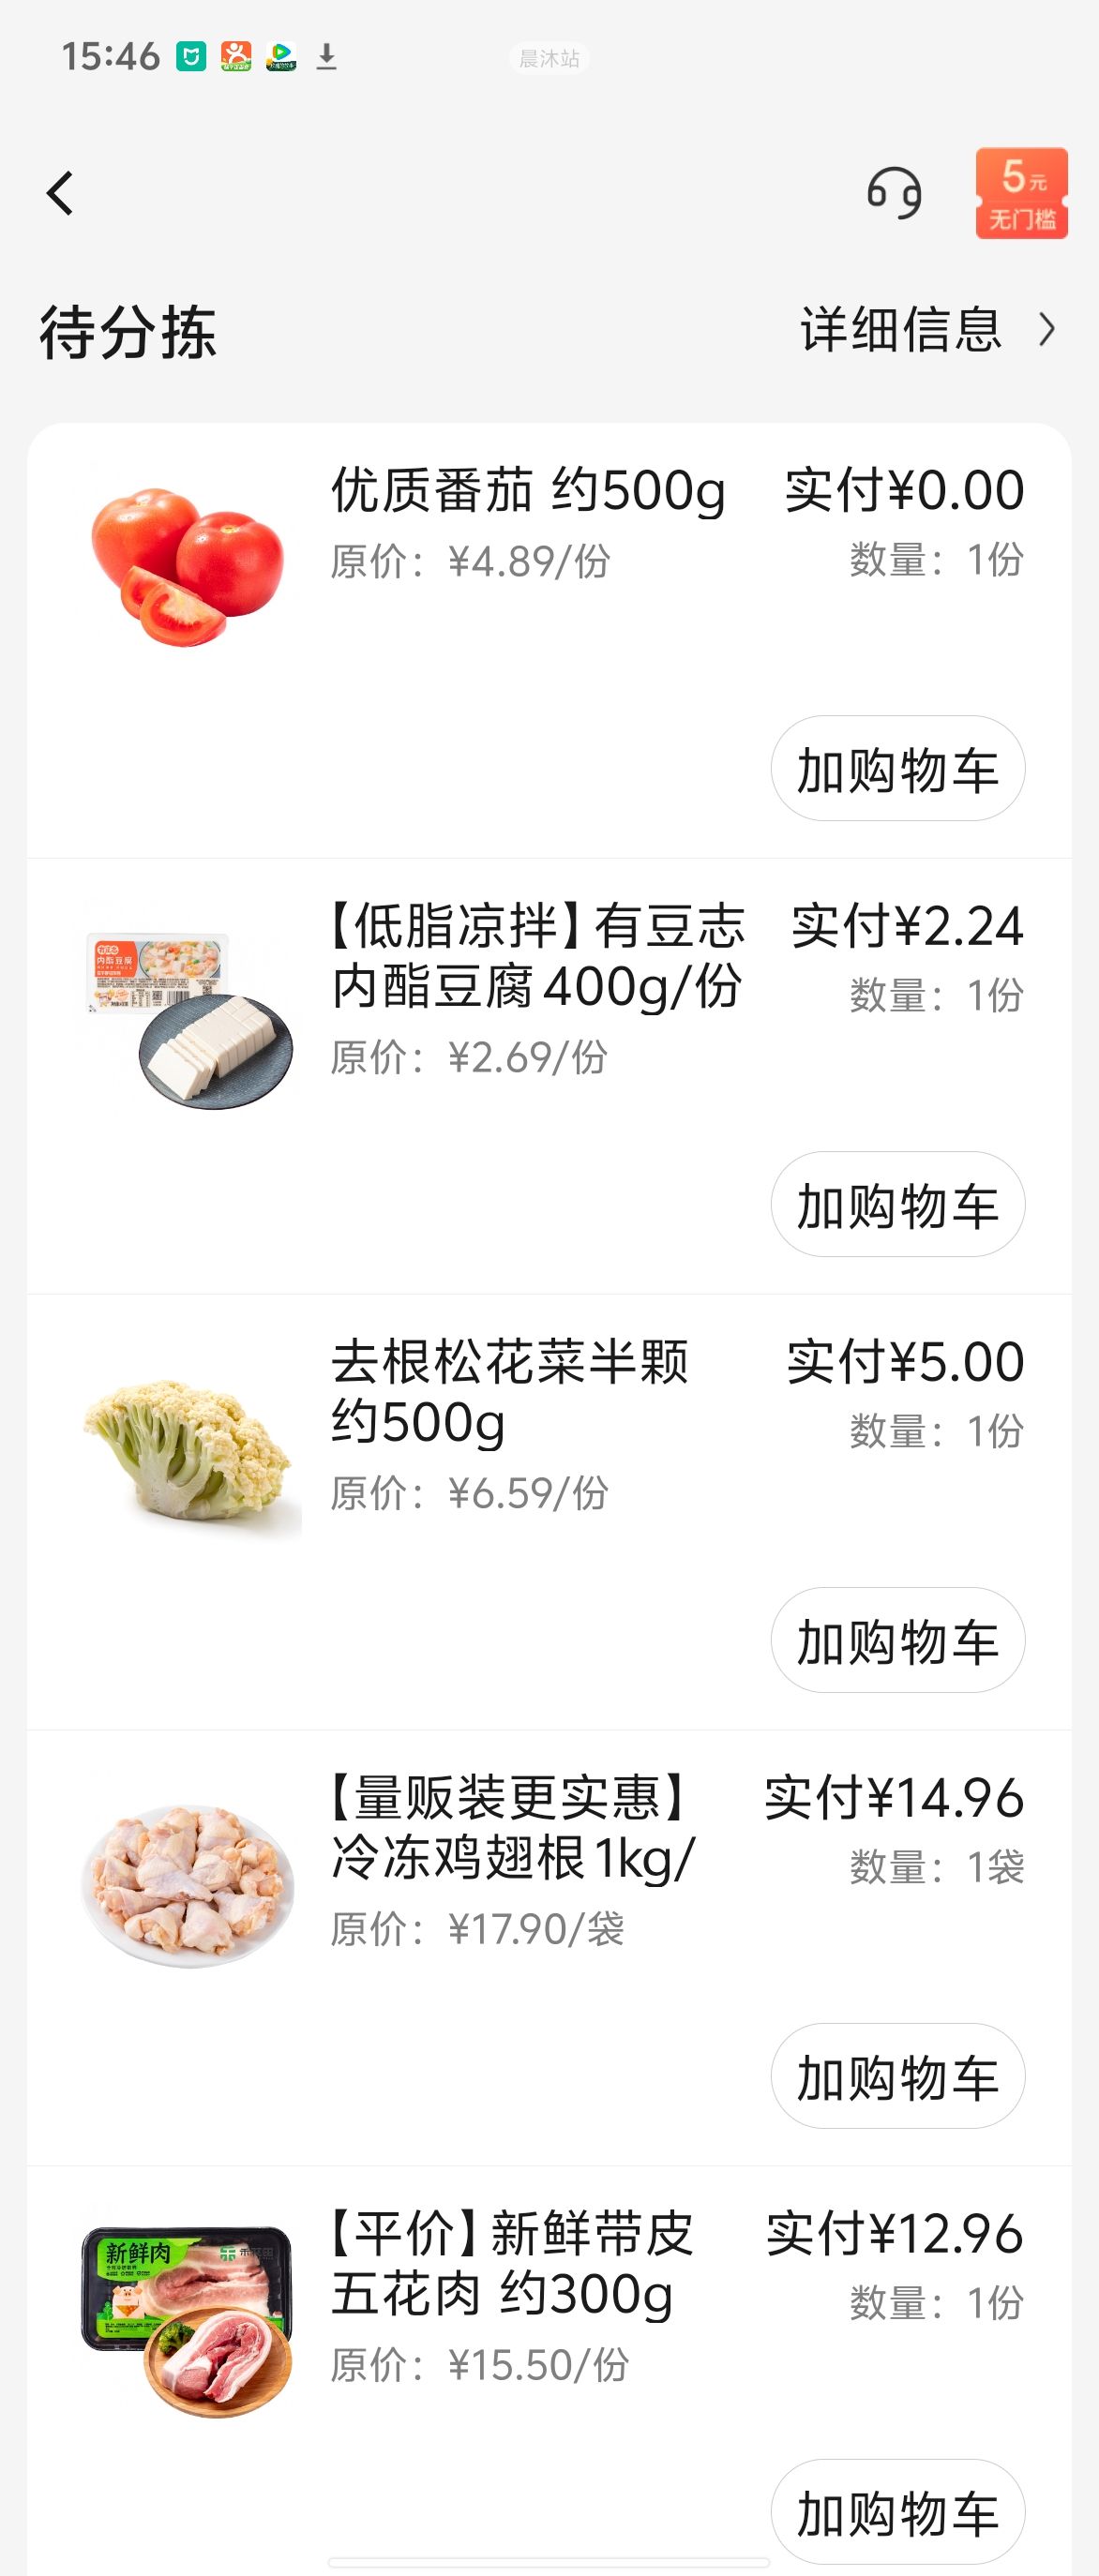 15:46
晨沐站
5元
无门槛
待分拣
详细信息
优质番茄 约500g
实付¥0.00
原价：¥4.89/份
数量：1份
加购物车
【低脂凉拌】有豆志
内酯豆腐400g/份
实付¥2.24
数量：1份
原价：¥2.69/份
内酯豆腐
加购物车
去根松花菜半颗
约500g
实付¥5.00
数量：1份
原价：¥6.59/份
加购物车
【量贩装更实惠】
冷冻鸡翅根1kg/
实付¥14.96
数量：1袋
原价：¥17.90/袋
加购物车
【平价】新鲜带皮
五花肉 约300g
实付¥12.96
数量：1份
原价：¥15.50/份
新鲜肉
加购物车